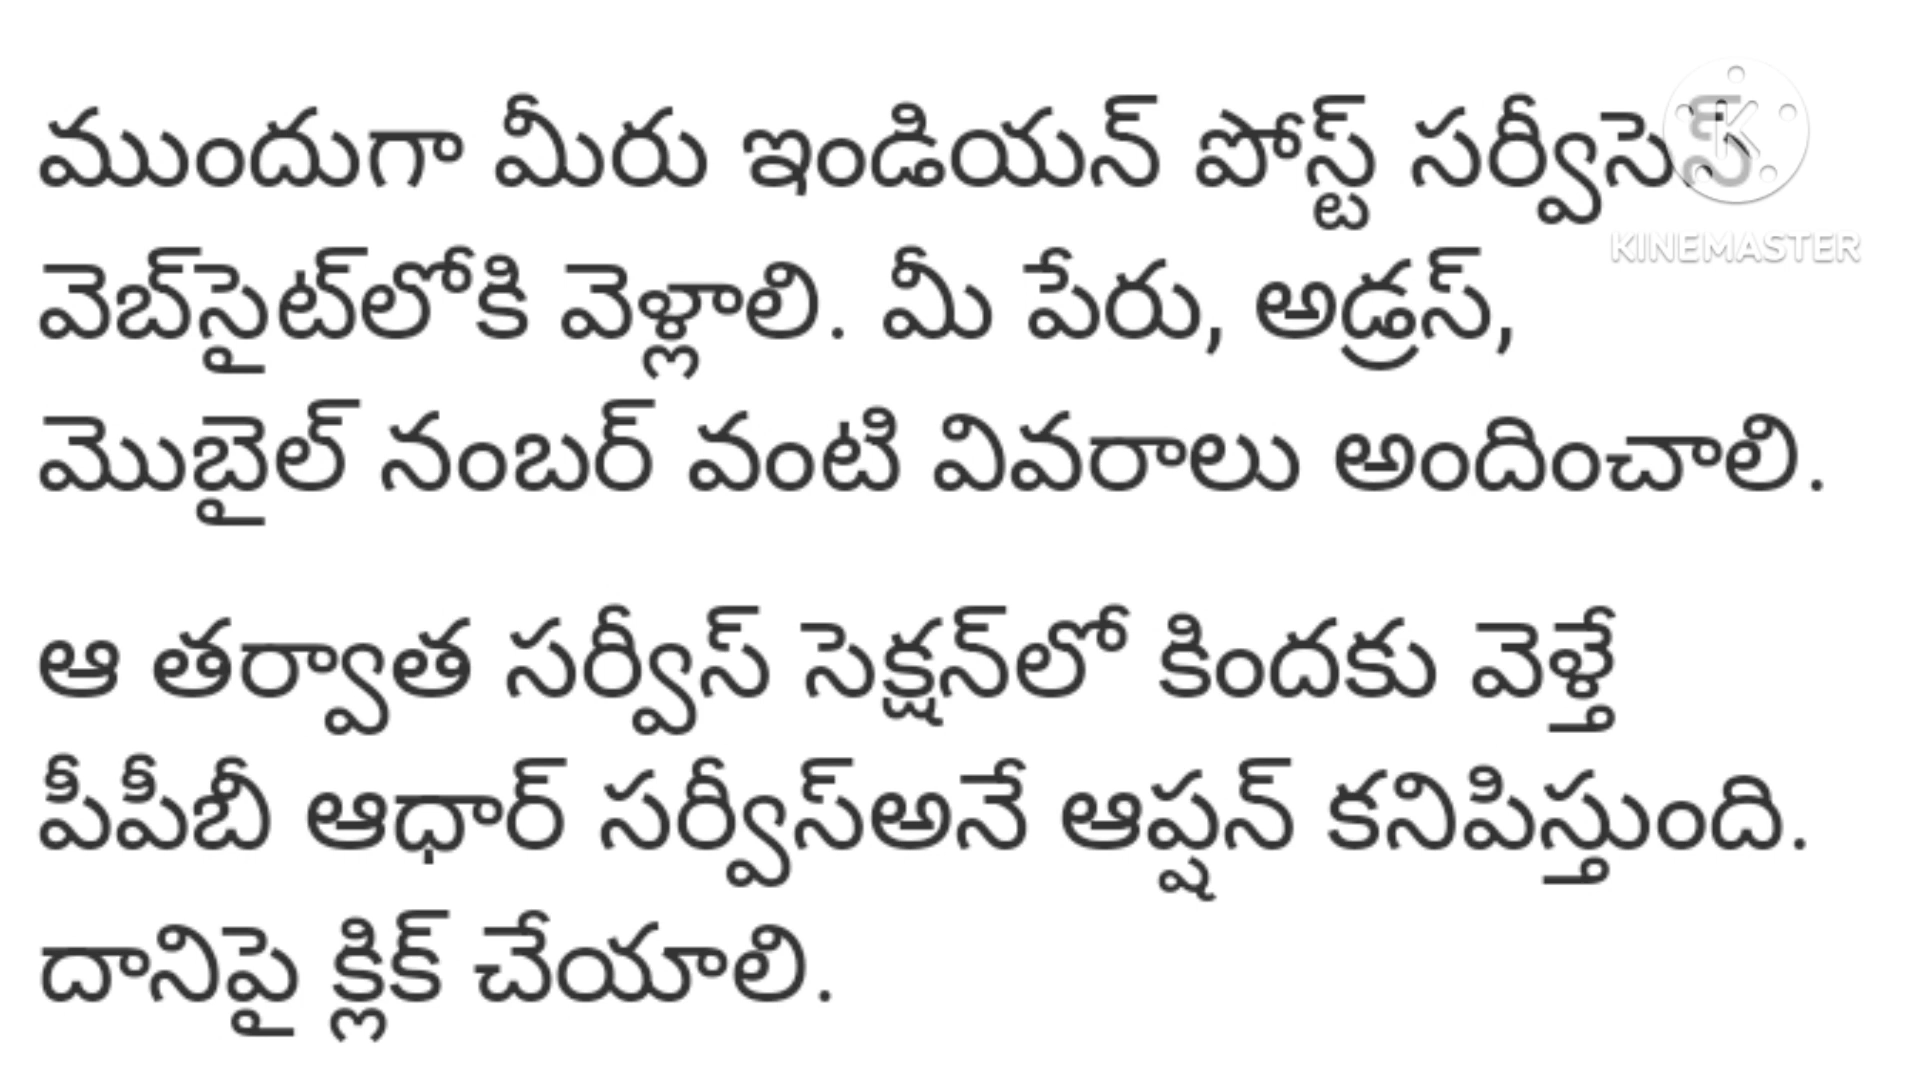 ముందుగా మీరు ఇండియన్ పోస్ట్ సర్వీసెస్
వెబ్‌సైట్‌లోకి వెళ్లాలి. మీ పేరు, అడ్రస్,
మొబైల్ నంబర్ వంటి వివరాలు అందించాలి.
ఆ తర్వాత సర్వీస్ సెక్షన్‌లో కిందకు వెళ్తే
పీపీబీ ఆధార్ సర్వీస్‌అనే ఆప్షన్ కనిపిస్తుంది.
దానిపై క్లిక్ చేయాలి.
K
KINEMASTER